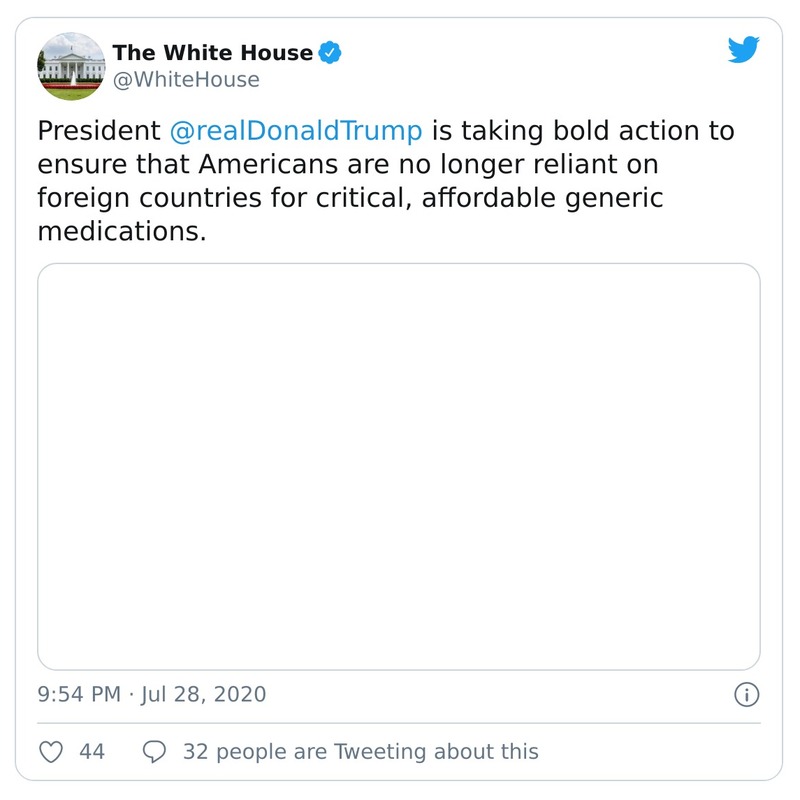 The White House
@WhiteHouse
President @realDonaldTrump is taking bold action to
ensure that Americans are no longer reliant on
foreign countries for critical, affordable generic
medications.
9:54 PM · Jul 28, 2020
44
32 people are Tweeting about this